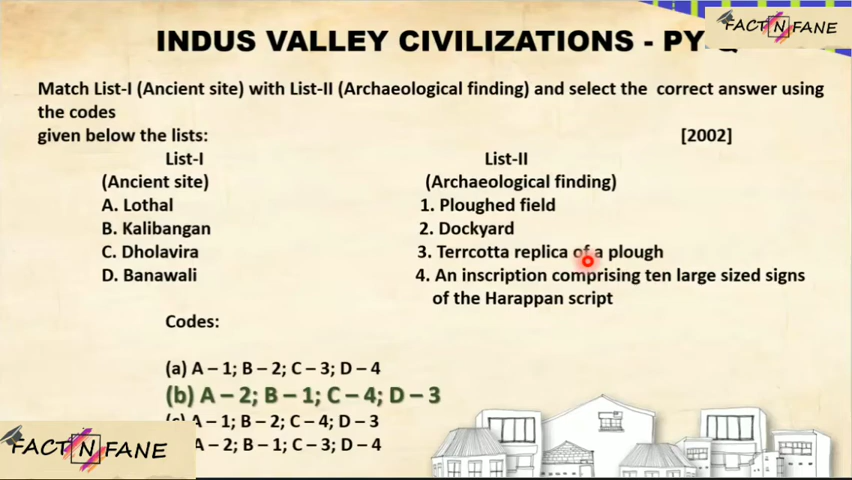 FACT N FANE
INDUS VALLEY CIVILIZATIONS - PY Q
Match List-I (Ancient site) with List-II (Archaeological finding) and select the correct answer using
the codes
given below the lists: [2002]
List-I List-II
(Ancient site) (Archaeological finding)
A. Lothal 1. Ploughed field
B. Kalibangan 2. Dockyard
C. Dholavira 3. Terrcotta replica of a plough
D. Banawali 4. An inscription comprising ten large sized signs
of the Harappan script
Codes:
(a) A – 1; B – 2; C – 3; D – 4
(b) A – 2; B – 1; C – 4; D – 3
A – 1; B – 2; C – 4; D – 3
A – 2; B – 1; C – 3; D – 4
FACT N FANE